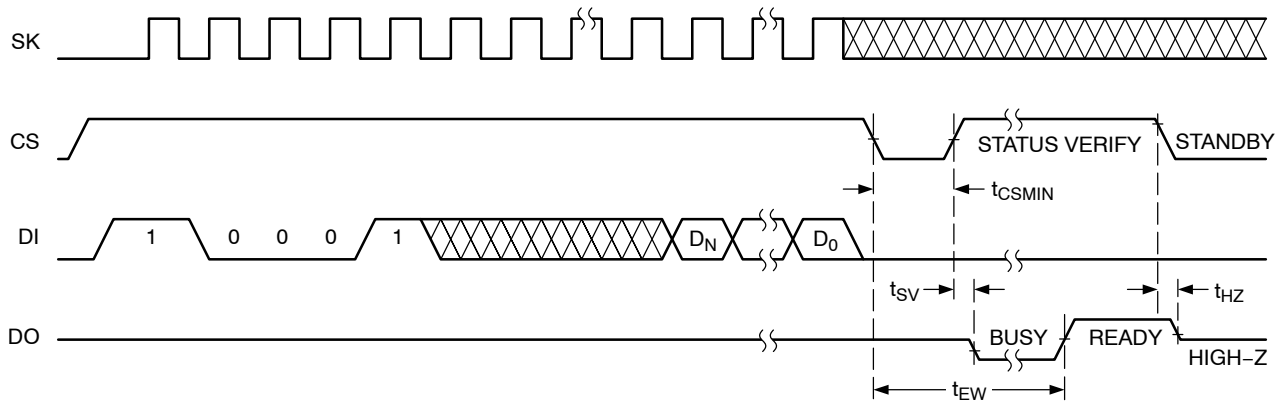 SK
CS
STATUS VERIFY
STANDBY
tCSMIN
DI
1
0
0
0
1
DN
D0
tSV
tHZ
DO
BUSY
READY
HIGH–Z
tEW